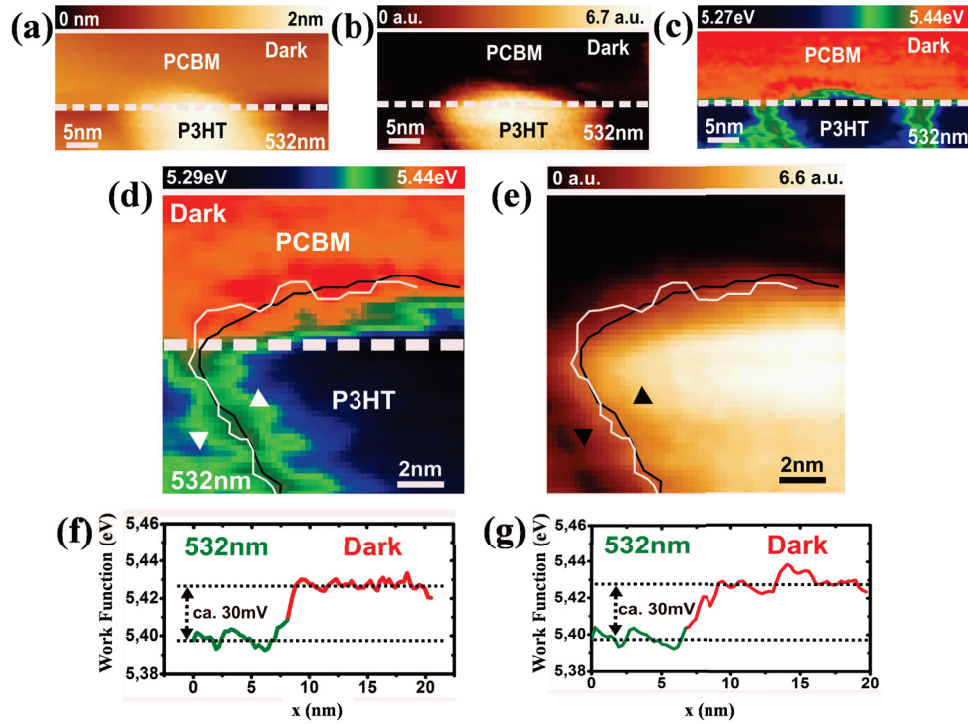 (a)
0 nm 2nm
PCBM
Dark
P3HT
5nm
532nm
(b)
0 a.u. 6.7 a.u.
PCBM
Dark
P3HT
5nm
532nm
(c)
5.27eV 5.44eV
PCBM
Dark
P3HT
5nm
532nm
(d)
5.29eV 5.44eV
Dark
PCBM
P3HT
532nm
2nm
(e)
0 a.u. 6.6 a.u.
2nm
(f)
Work Function (eV)
5,46
5,44
5,42
5,40
5,38
532nm
Dark
ca. 30mV
0 5 10 15 20
x (nm)
(g)
Work Function (eV)
5,46
5,44
5,42
5,40
5,38
532nm
Dark
ca. 30mV
0 5 10 15 20
x (nm)